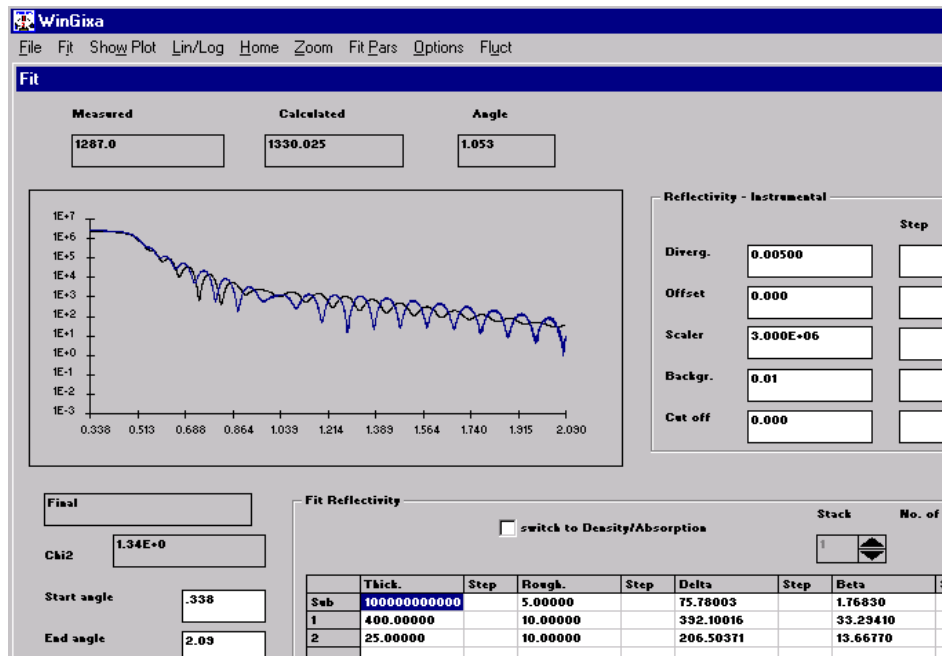 WinGixa
File Fit Show Plot Lin/Log Home Zoom Fit Pars Options Fluct
Fit
Measured Calculated Angle
1287.0 1330.025 1.053
Reflectivity - Instrumental
Step
1E+7
1E+6
1E+5
1E+4
1E+3
1E+2
1E+1
1E+0
1E-1
1E-2
1E-3
0.338 0.513 0.688 0.864 1.039 1.214 1.389 1.564 1.740 1.915 2.090
Diverg. 0.00500
Offset 0.000
Scaler 3.000E+06
Backgr. 0.01
Cut off 0.000
Final
Chi2 1.34E+0
Start angle .338
End angle 2.09
Fit Reflectivity
switch to Density/Absorption
Stack No. of
1
Thick. Step Rough. Step Delta Step Beta S
Sub 100000000000 5.00000 75.78003 1.76830
1 400.00000 10.00000 392.10016 33.29410
2 25.00000 10.00000 206.50371 13.66770